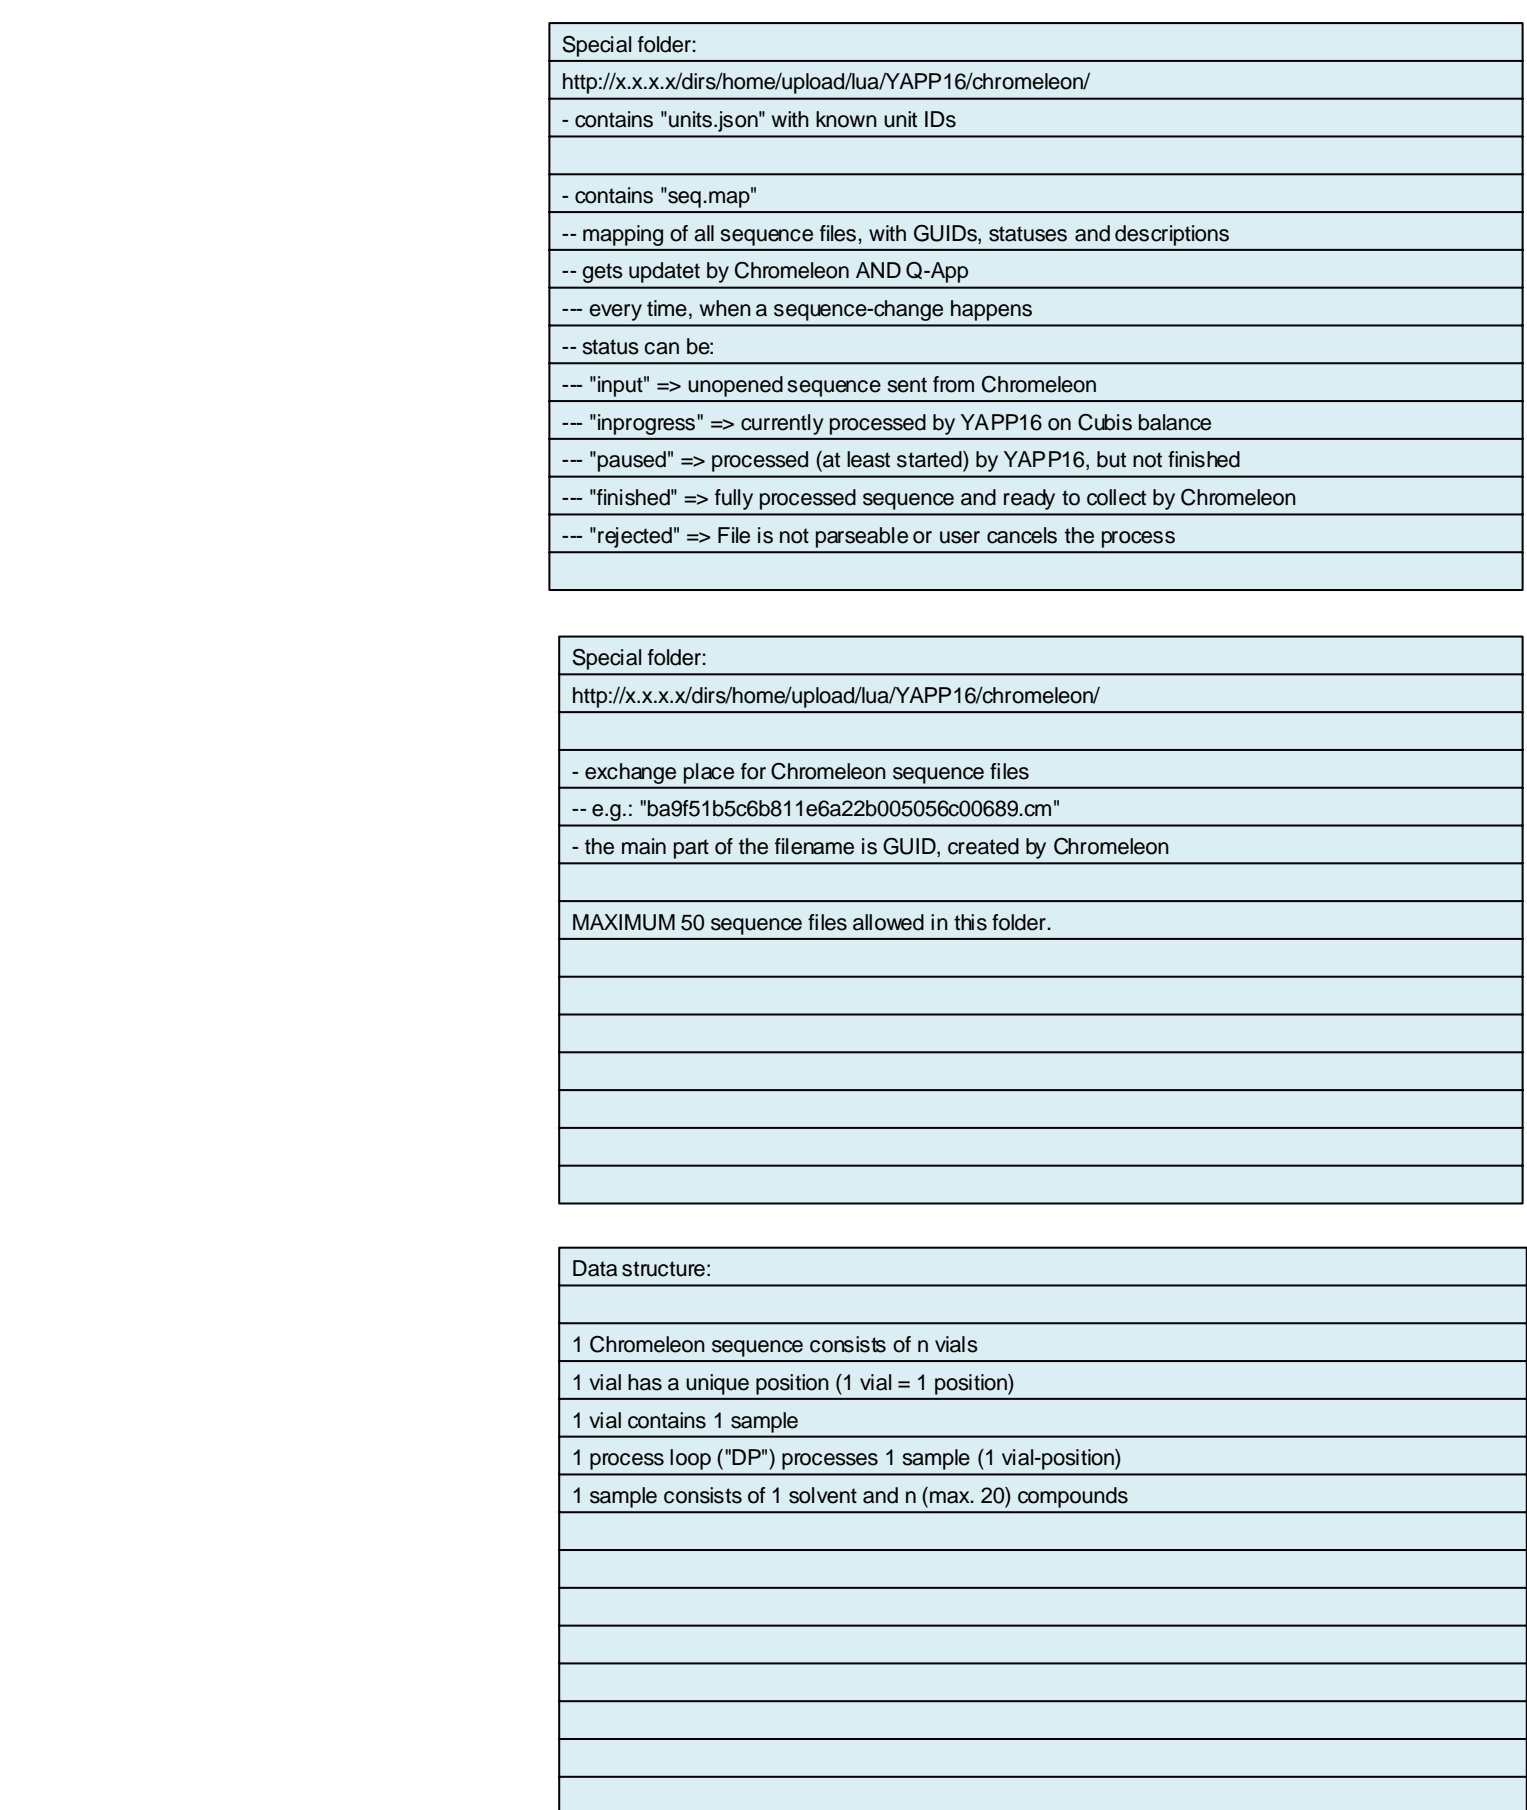 Special folder:
http://x.x.x.x/dirs/home/upload/lua/YAPP16/chromeleon/
- contains "units.json" with known unit IDs
- contains "seq.map"
-- mapping of all sequence files, with GUIDs, statuses and descriptions
-- gets updatet by Chromeleon AND Q-App
--- every time, when a sequence-change happens
-- status can be:
--- "input" => unopened sequence sent from Chromeleon
--- "inprogress" => currently processed by YAPP16 on Cubis balance
--- "paused" => processed (at least started) by YAPP16, but not finished
--- "finished" => fully processed sequence and ready to collect by Chromeleon
--- "rejected" => File is not parseable or user cancels the process
Special folder:
http://x.x.x.x/dirs/home/upload/lua/YAPP16/chromeleon/
- exchange place for Chromeleon sequence files
-- e.g.: "ba9f51b5c6b811e6a22b005056c00689.cm"
- the main part of the filename is GUID, created by Chromeleon
MAXIMUM 50 sequence files allowed in this folder.
Data structure:
1 Chromeleon sequence consists of n vials
1 vial has a unique position (1 vial = 1 position)
1 vial contains 1 sample
1 process loop ("DP") processes 1 sample (1 vial-position)
1 sample consists of 1 solvent and n (max. 20) compounds